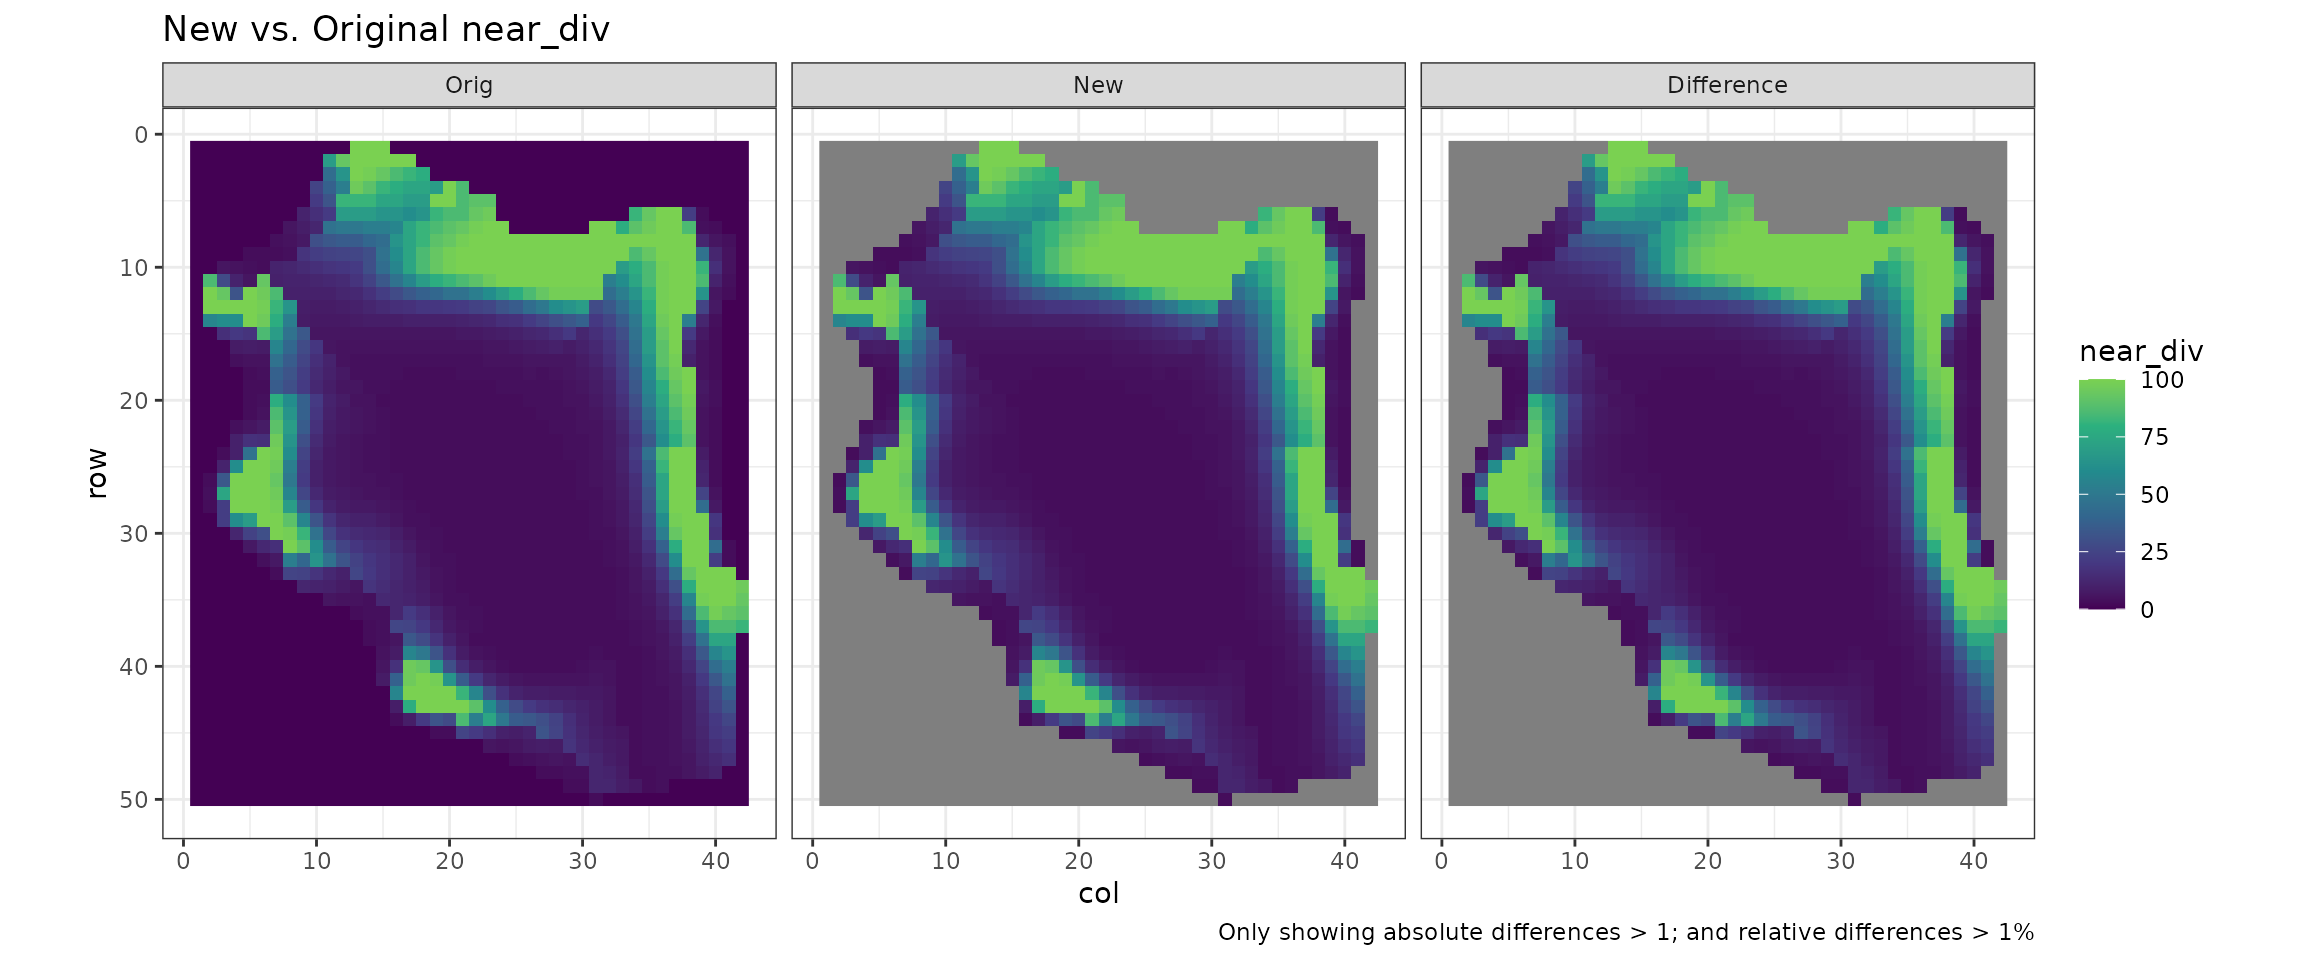 New vs. Original near_div
Orig
New
Difference
0
10
20
30
40
50
row
0 10 20 30 40
0 10 20 30 40
0 10 20 30 40
col
near_div
100
75
50
25
0
Only showing absolute differences > 1; and relative differences > 1%